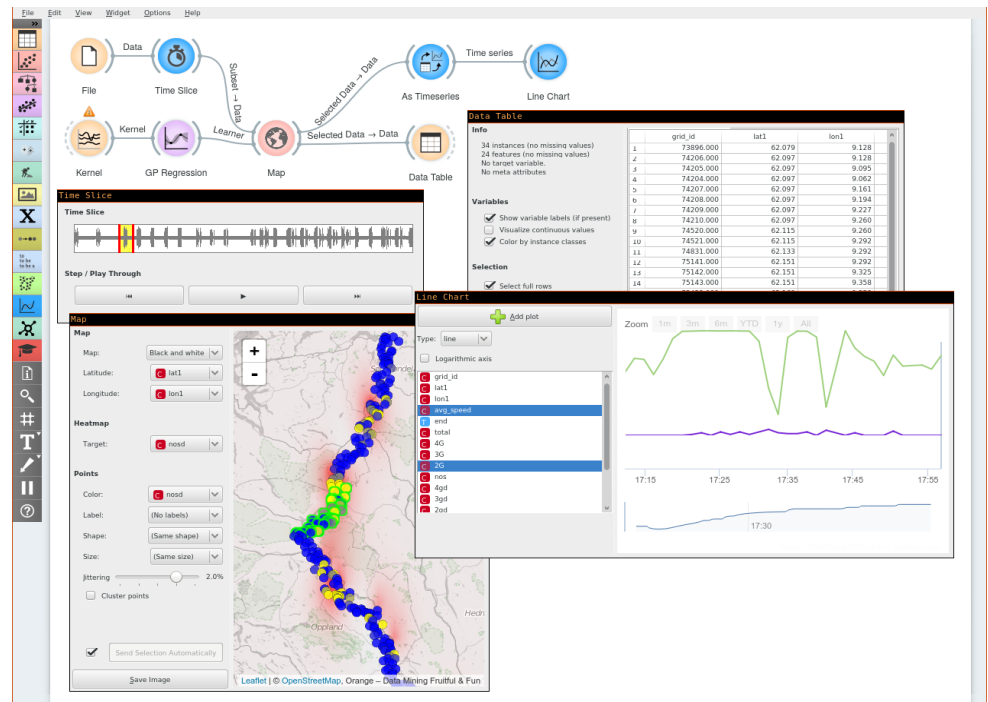 File Edit View Widget Options Help
Data
Time series
Subset → Data
Selected Data → Data
File
Time Slice
As Timeseries
Line Chart
Kernel
Learner
Selected Data → Data
Kernel
GP Regression
Map
Data Table
Data Table
Info
34 instances (no missing values)
24 features (no missing values)
No target variable.
No meta attributes
Variables
Show variable labels (if present)
Visualize continuous values
Color by instance classes
Selection
Select full rows
grid_id lat1 lon1
1 73896.000 62.079 9.128
2 74206.000 62.097 9.128
3 74205.000 62.097 9.095
4 74204.000 62.097 9.062
5 74207.000 62.097 9.161
6 74208.000 62.097 9.194
7 74209.000 62.097 9.227
8 74210.000 62.097 9.260
9 74520.000 62.115 9.260
10 74521.000 62.115 9.292
11 74831.000 62.133 9.292
12 75141.000 62.151 9.292
13 75142.000 62.151 9.325
14 75143.000 62.151 9.358
Time Slice
Time Slice
Step / Play Through
Map
Map
Map: Black and white
Latitude: C lat1
Longitude: C lon1
Heatmap
Target: C nosd
Points
Color: C nosd
Label: (No labels)
Shape: (Same shape)
Size: (Same size)
Jittering 2.0%
Cluster points
Send Selection Automatically
Save Image
+
-
Oppland
Hedn
Leaflet | © OpenStreetMap, Orange – Data Mining Fruitful & Fun
Line Chart
Add plot
Type: line
Logarithmic axis
C grid_id
C lat1
C lon1
C avg_speed
T end
C total
C 4G
C 3G
C 2G
C nos
C 4gd
C 3gd
C 2gd
Zoom 1m 3m 6m YTD 1y All
17:15 17:25 17:35 17:45 17:55
17:30